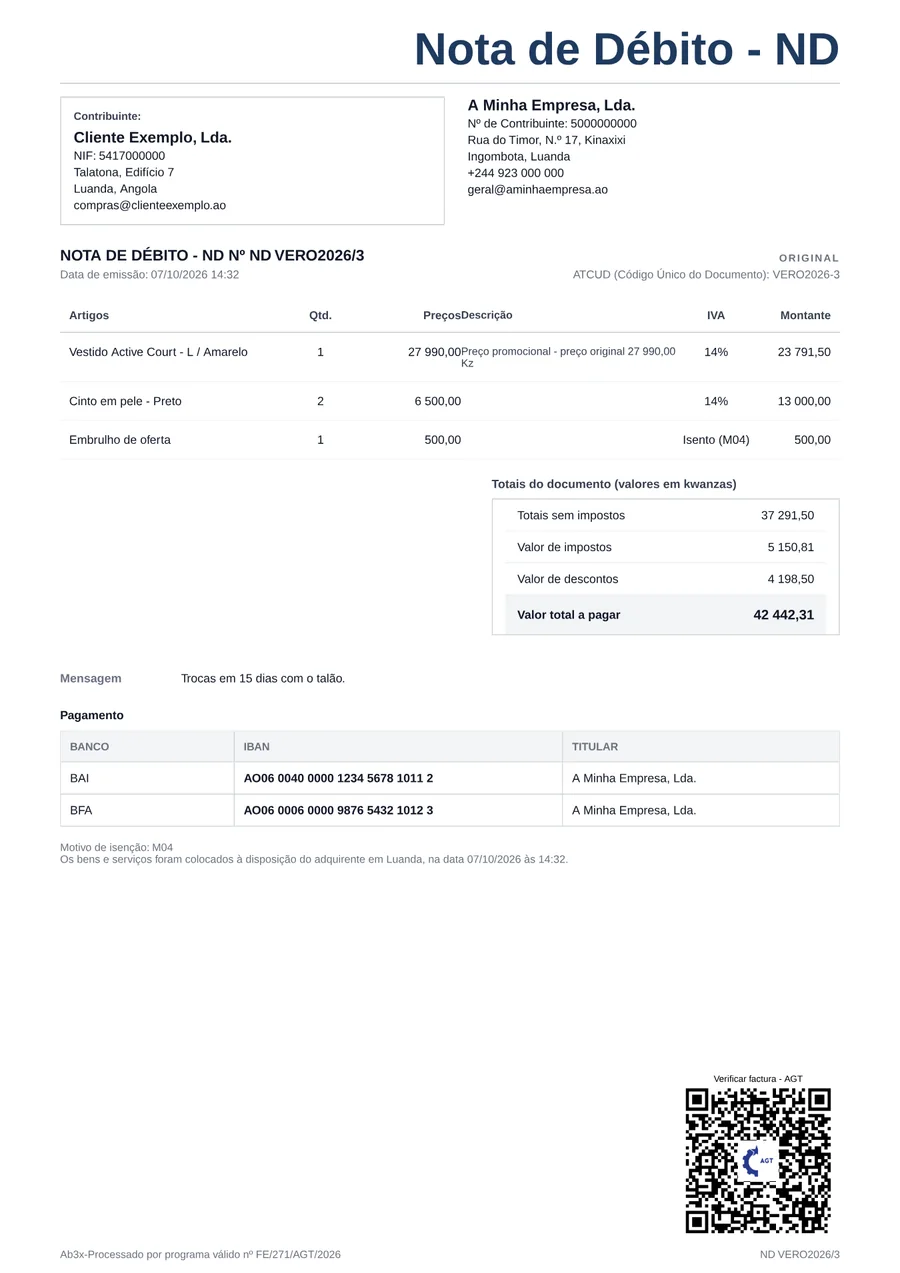 Nota de Débito - ND
Contribuinte:
Cliente Exemplo, Lda.
NIF: 5417000000
Talatona, Edifício 7
Luanda, Angola
compras@clienteexemplo.ao
A Minha Empresa, Lda.
Nº de Contribuinte: 5000000000
Rua do Timor, N.º 17, Kinaxixi
Ingombota, Luanda
+244 923 000 000
geral@aminhaempresa.ao
NOTA DE DÉBITO - ND Nº ND VERO2026/3
ORIGINAL
Data de emissão: 07/10/2026 14:32
ATCUD (Código Único do Documento): VERO2026-3
Artigos Qtd. Preços Descrição IVA Montante
Vestido Active Court - L / Amarelo 1 27 990,00 Preço promocional - preço original 27 990,00 14% 23 791,50
Kz
Cinto em pele - Preto 2 6 500,00 14% 13 000,00
Embrulho de oferta 1 500,00 Isento (M04) 500,00
Totais do documento (valores em kwanzas)
Totais sem impostos 37 291,50
Valor de impostos 5 150,81
Valor de descontos 4 198,50
Valor total a pagar 42 442,31
Mensagem Trocas em 15 dias com o talão.
Pagamento
BANCO IBAN TITULAR
BAI AO06 0040 0000 1234 5678 1011 2 A Minha Empresa, Lda.
BFA AO06 0006 0000 9876 5432 1012 3 A Minha Empresa, Lda.
Motivo de isenção: M04
Os bens e serviços foram colocados à disposição do adquirente em Luanda, na data 07/10/2026 às 14:32.
Verificar factura - AGT
AGT
Ab3x-Processado por programa válido nº FE/271/AGT/2026
ND VERO2026/3